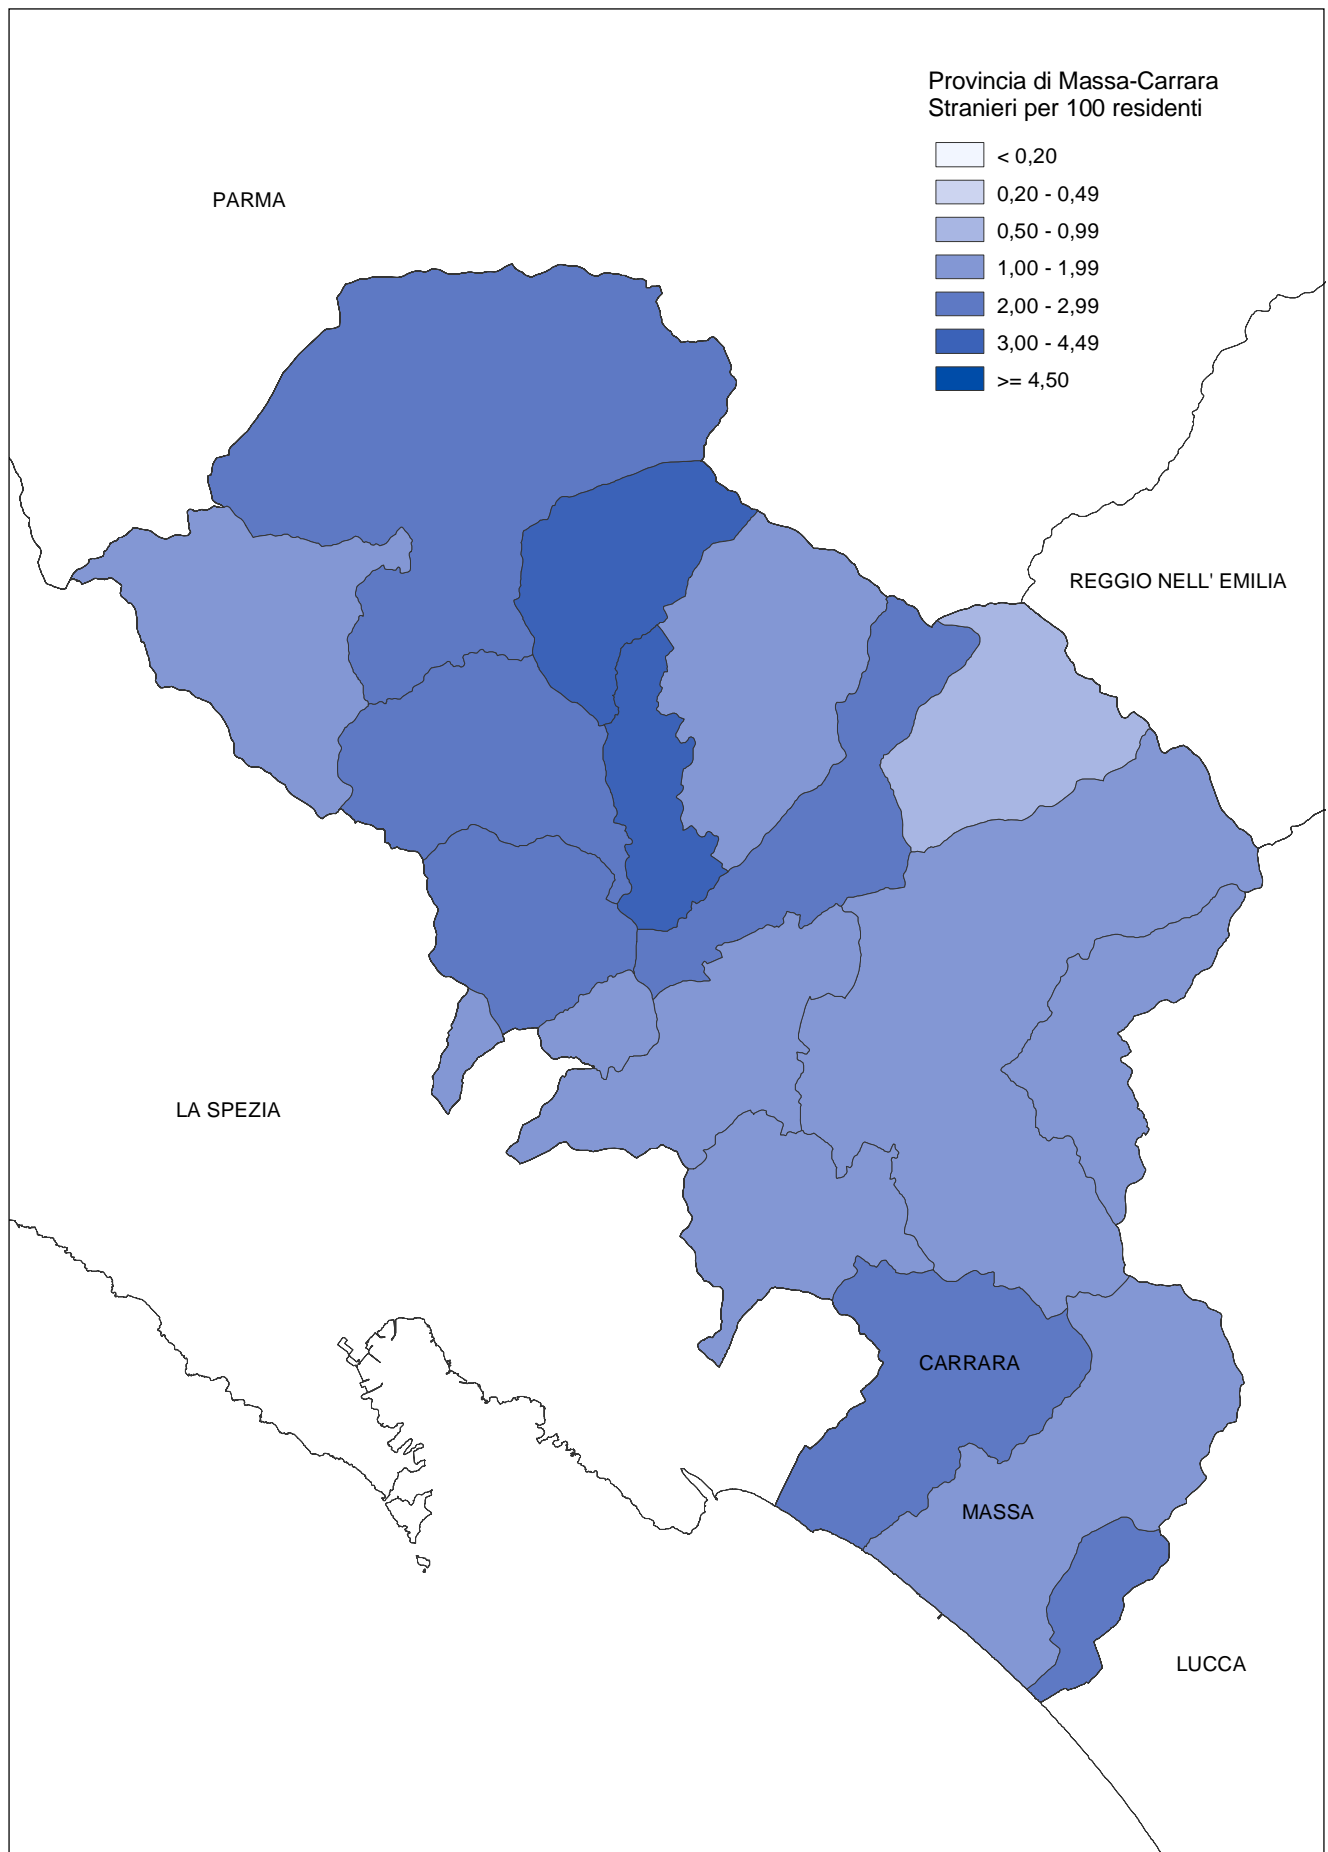 Provincia di Massa-Carrara
Stranieri per 100 residenti
< 0,20
0,20 - 0,49
0,50 - 0,99
1,00 - 1,99
2,00 - 2,99
3,00 - 4,49
>= 4,50
PARMA
REGGIO NELL' EMILIA
LA SPEZIA
CARRARA
MASSA
LUCCA